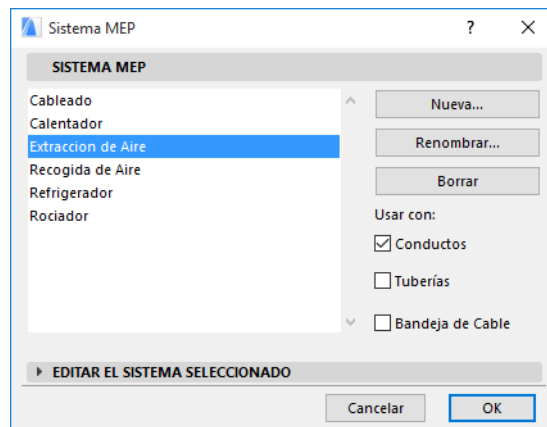 Sistema MEP
?
SISTEMA MEP
Cableado
Calentador
Extraccion de Aire
Recogida de Aire
Refrigerador
Rociador
Nueva...
Renombrar...
Borrar
Usar con:
Conductos
Tuberías
Bandeja de Cable
EDITAR EL SISTEMA SELECCIONADO
Cancelar
OK